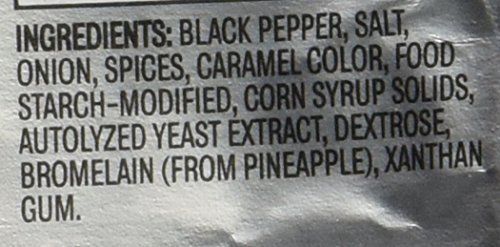 INGREDIENTS: BLACK PEPPER, SALT,
ONION, SPICES, CARAMEL COLOR, FOOD
STARCH-MODIFIED, CORN SYRUP SOLIDS,
AUTOLYZED YEAST EXTRACT, DEXTROSE,
BROMELAIN (FROM PINEAPPLE), XANTHAN
GUM.